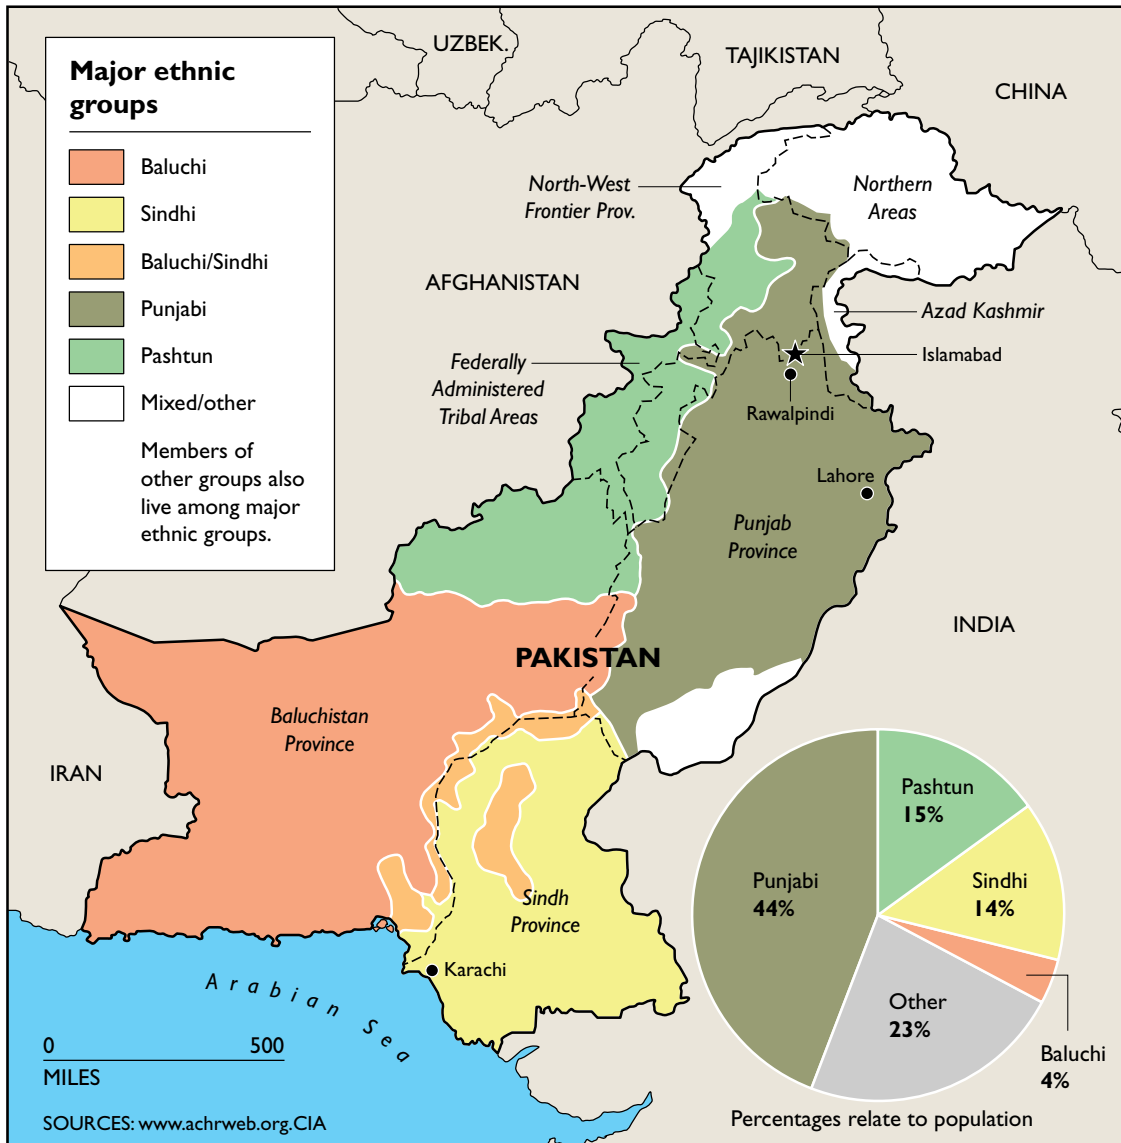 Major ethnic
groups
Baluchi
Sindhi
Baluchi/Sindhi
Punjabi
Pashtun
Mixed/other
Members of
other groups also
live among major
ethnic groups.
UZBEK.
TAJIKISTAN
CHINA
North-West
Frontier Prov.
Northern
Areas
AFGHANISTAN
Azad Kashmir
Islamabad
Federally
Administered
Tribal Areas
Rawalpindi
Lahore
Punjab
Province
INDIA
PAKISTAN
Baluchistan
Province
IRAN
Sindh
Province
Karachi
Arabian Sea
0 500
MILES
SOURCES: www.achrweb.org.CIA
Pashtun
15%
Sindhi
14%
Punjabi
44%
Other
23%
Baluchi
4%
Percentages relate to population